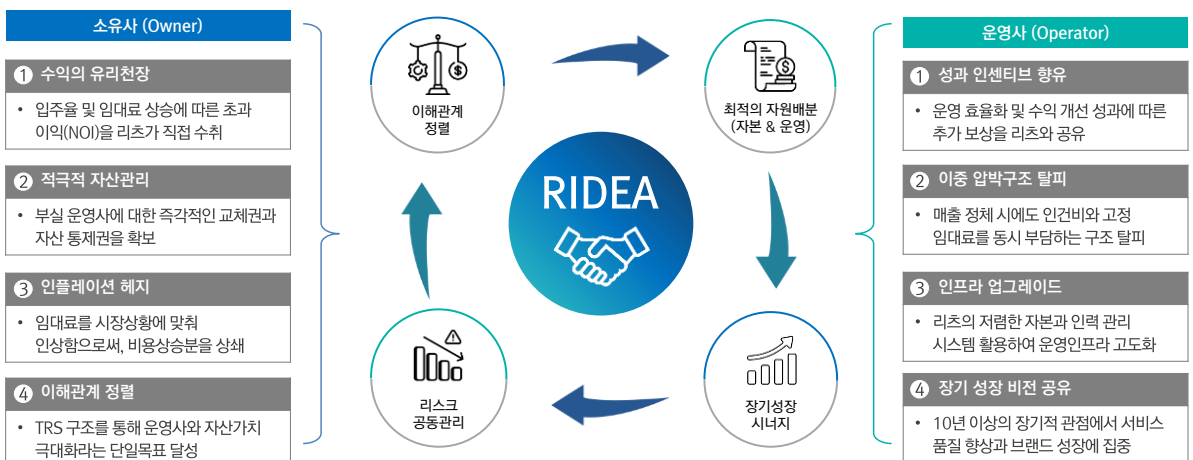 소유사 (Owner)
① 수익의 유리천장
• 입주율 및 임대료 상승에 따른 초과
이익(NOI)을 리츠가 직접 수취
② 적극적 자산관리
• 부실 운영사에 대한 즉각적인 교체권과
자산 통제권을 확보
③ 인플레이션 헤지
• 임대료를 시장상황에 맞춰
인상함으로써, 비용상승분을 상쇄
④ 이해관계 정렬
• TRS 구조를 통해 운영사와 자산가치
극대화라는 단일목표 달성
이해관계
정렬
최적의 자원배분
(자본 & 운영)
RIDEA
리스크
공동관리
장기성장
시너지
운영사 (Operator)
① 성과 인센티브 향유
• 운영 효율화 및 수익 개선 성과에 따른
추가 보상을 리츠와 공유
② 이중 압박구조 탈피
• 매출 정체 시에도 인건비와 고정
임대료를 동시 부담하는 구조 탈피
③ 인프라 업그레이드
• 리츠의 저렴한 자본과 인력 관리
시스템 활용하여 운영인프라 고도화
④ 장기 성장 비전 공유
• 10년 이상의 장기적 관점에서 서비스
품질 향상과 브랜드 성장에 집중